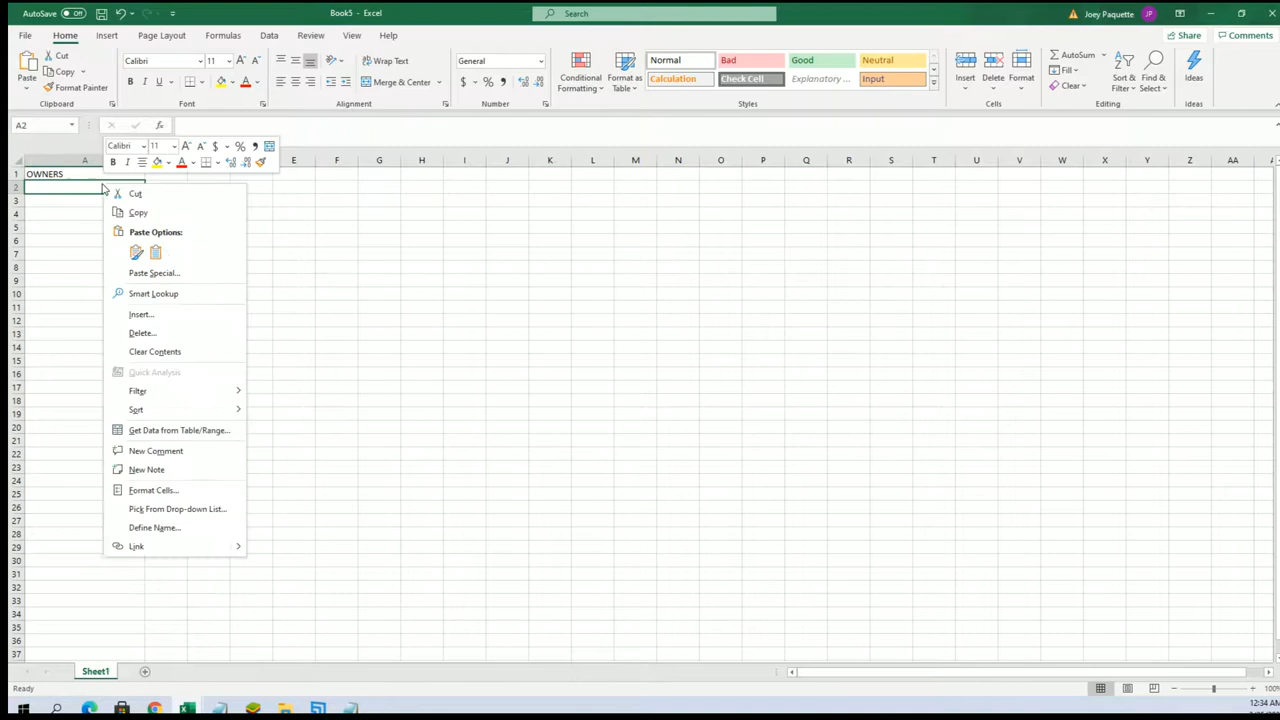 AutoSave Off Book5 - Excel Search Joey Paquette JP
File Home Insert Page Layout Formulas Data Review View Help Share Comments
Paste Cut Copy Format Painter
Calibri 11 A A
B I U A
Wrap Text
Merge & Center
General
$ % ,
Conditional Formatting
Format as Table
Normal Bad Good Neutral
Calculation Check Cell Explanatory ... Input
Insert Delete Format
AutoSum Fill Clear
Sort & Filter
Find & Select
Ideas
Clipboard Font Alignment Number Styles Cells Editing Ideas
A2 fx
Calibri 11 A A $ % ,
B I A
A E F G H I J K L M N O P Q R S T U V W X Y Z AA
1 OWNERS
2
3
4
5
6
7
8
9
10
11
12
13
14
15
16
17
18
19
20
21
22
23
24
25
26
27
28
29
30
31
32
33
34
35
36
37
Cut
Copy
Paste Options:
Paste Special...
Smart Lookup
Insert...
Delete...
Clear Contents
Quick Analysis
Filter
Sort
Get Data from Table/Range...
New Comment
New Note
Format Cells...
Pick From Drop-down List...
Define Name...
Link
Sheet1
Ready 100%
12:34 AM